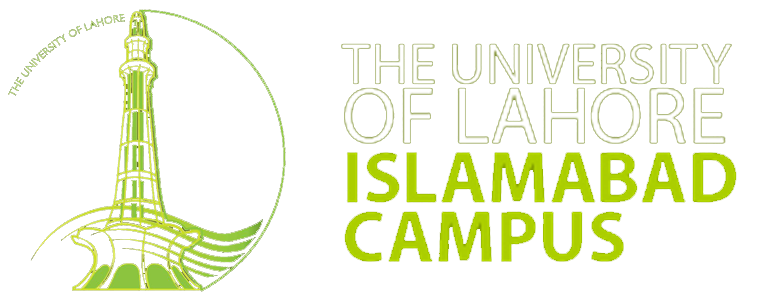 THE UNIVERSITY OF LAHORE
THE UNIVERSITY
OF LAHORE
ISLAMABAD
CAMPUS